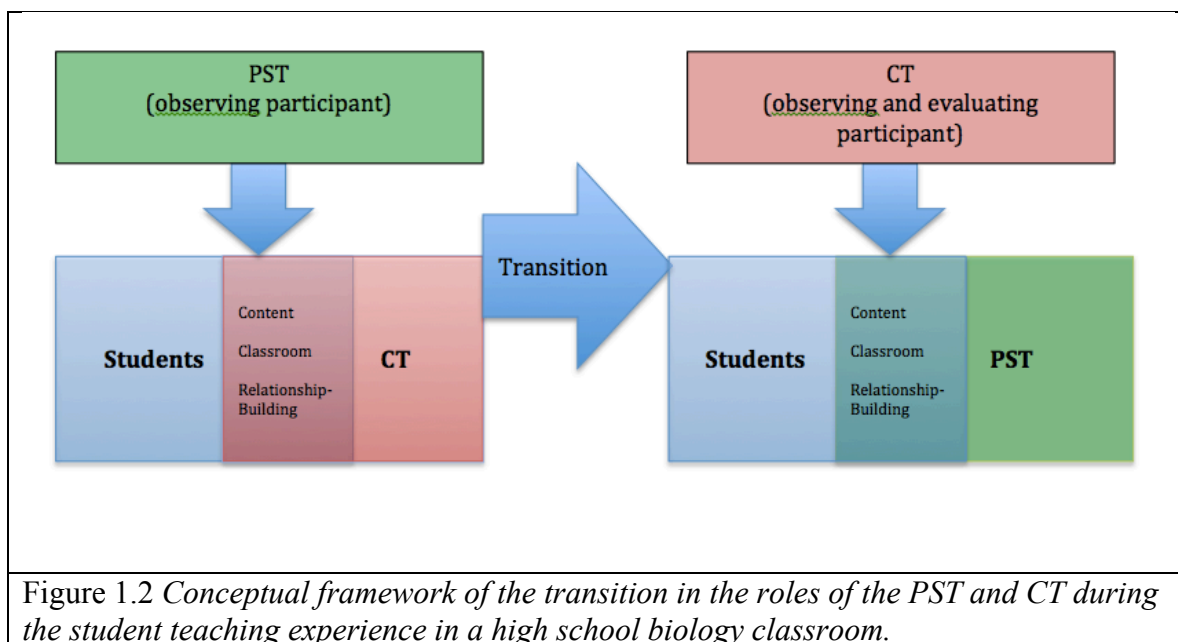 PST
(observing participant)
CT
(observing and evaluating
participant)
Students
Content
Classroom
Relationship-
Building
CT
Transition
Students
Content
Classroom
Relationship-
Building
PST
Figure 1.2 Conceptual framework of the transition in the roles of the PST and CT during
the student teaching experience in a high school biology classroom.